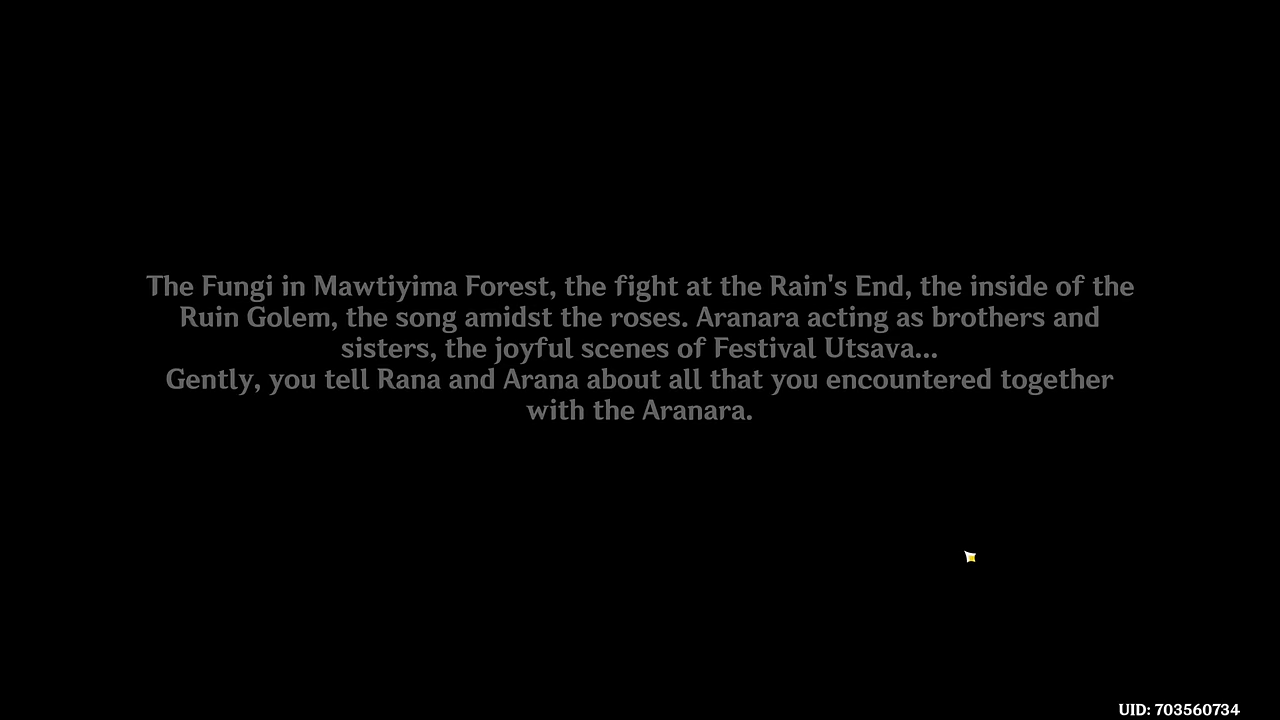 The Fungi in Mawtiyima Forest, the fight at the Rain's End, the inside of the
Ruin Golem, the song amidst the roses. Aranara acting as brothers and
sisters, the joyful scenes of Festival Utsava...
Gently, you tell Rana and Arana about all that you encountered together
with the Aranara.
UID: 703560734